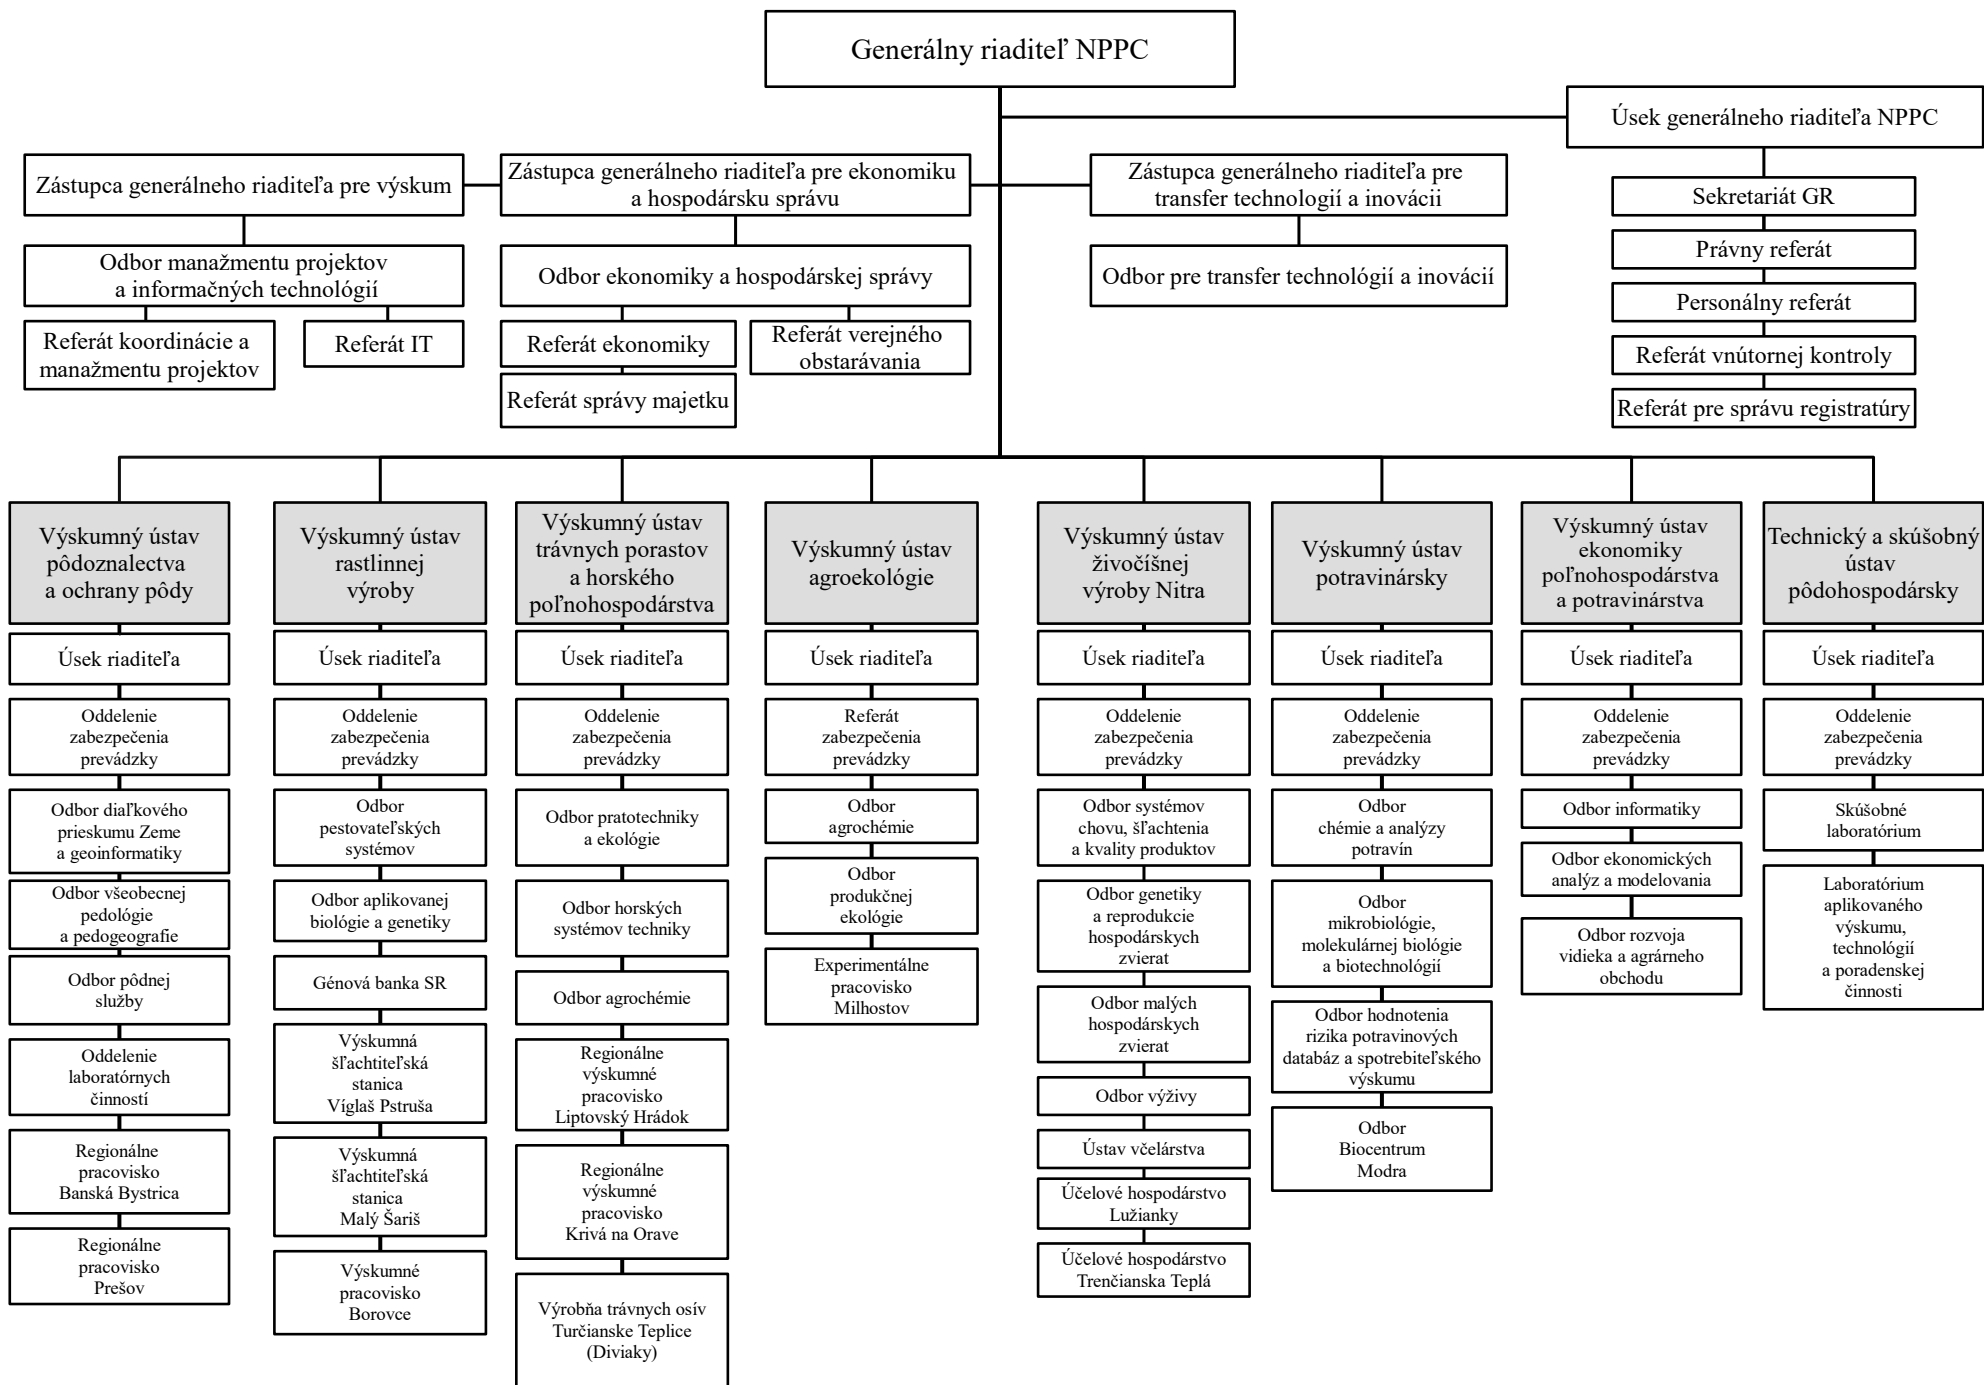 Generálny riaditeľ NPPC
Úsek generálneho riaditeľa NPPC
Sekretariát GR
Právny referát
Personálny referát
Referát vnútornej kontroly
Referát pre správu registratúry
Zástupca generálneho riaditeľa pre výskum
Odbor manažmentu projektov
a informačných technológií
Referát koordinácie a
manažmentu projektov
Referát IT
Zástupca generálneho riaditeľa pre ekonomiku
a hospodársku správu
Odbor ekonomiky a hospodárskej správy
Referát ekonomiky
Referát správy majetku
Referát verejného
obstarávania
Zástupca generálneho riaditeľa pre
transfer technologií a inovácii
Odbor pre transfer technológií a inovácií
Výskumný ústav
pôdoznalectva
a ochrany pôdy
Úsek riaditeľa
Oddelenie
zabezpečenia
prevádzky
Odbor diaľkového
prieskumu Zeme
a geoinformatiky
Odbor všeobecnej
pedológie
a pedogeografie
Odbor pôdnej
služby
Oddelenie
laboratórnych
činností
Regionálne
pracovisko
Banská Bystrica
Regionálne
pracovisko
Prešov
Výskumný ústav
rastlinnej
výroby
Úsek riaditeľa
Oddelenie
zabezpečenia
prevádzky
Odbor
pestovateľských
systémov
Odbor aplikovanej
biológie a genetiky
Génová banka SR
Výskumná
šľachtiteľská
stanica
Víglaš Pstruša
Výskumná
šľachtiteľská
stanica
Malý Šariš
Výskumné
pracovisko
Borovce
Výskumný ústav
trávnych porastov
a horského
poľnohospodárstva
Úsek riaditeľa
Oddelenie
zabezpečenia
prevádzky
Odbor pratotechniky
a ekológie
Odbor horských
systémov techniky
Odbor agrochémie
Regionálne
výskumné
pracovisko
Liptovský Hrádok
Regionálne
výskumné
pracovisko
Krivá na Orave
Výrobňa trávnych osív
Turčianske Teplice
(Diviaky)
Výskumný ústav
agroekológie
Úsek riaditeľa
Referát
zabezpečenia
prevádzky
Odbor
agrochémie
Odbor
produkčnej
ekológie
Experimentálne
pracovisko
Milhostov
Výskumný ústav
živočíšnej
výroby Nitra
Úsek riaditeľa
Oddelenie
zabezpečenia
prevádzky
Odbor systémov
chovu, šľachtenia
a kvality produktov
Odbor genetiky
a reprodukcie
hospodárskych
zvierat
Odbor malých
hospodárskych
zvierat
Odbor výživy
Ústav včelárstva
Účelové hospodárstvo
Lužianky
Účelové hospodárstvo
Trenčianska Teplá
Výskumný ústav
potravinársky
Úsek riaditeľa
Oddelenie
zabezpečenia
prevádzky
Odbor
chémie a analýzy
potravín
Odbor
mikrobiológie,
molekulárnej biológie
a biotechnológií
Odbor hodnotenia
rizika potravinových
databáz a spotrebiteľského
výskumu
Odbor
Biocentrum
Modra
Výskumný ústav
ekonomiky
poľnohospodárstva
a potravinárstva
Úsek riaditeľa
Oddelenie
zabezpečenia
prevádzky
Odbor informatiky
Odbor ekonomických
analýz a modelovania
Odbor rozvoja
vidieka a agrárneho
obchodu
Technický a skúšobný
ústav
pôdohospodársky
Úsek riaditeľa
Oddelenie
zabezpečenia
prevádzky
Skúšobné
laboratórium
Laboratórium
aplikovaného
výskumu,
technológií
a poradenskej
činnosti